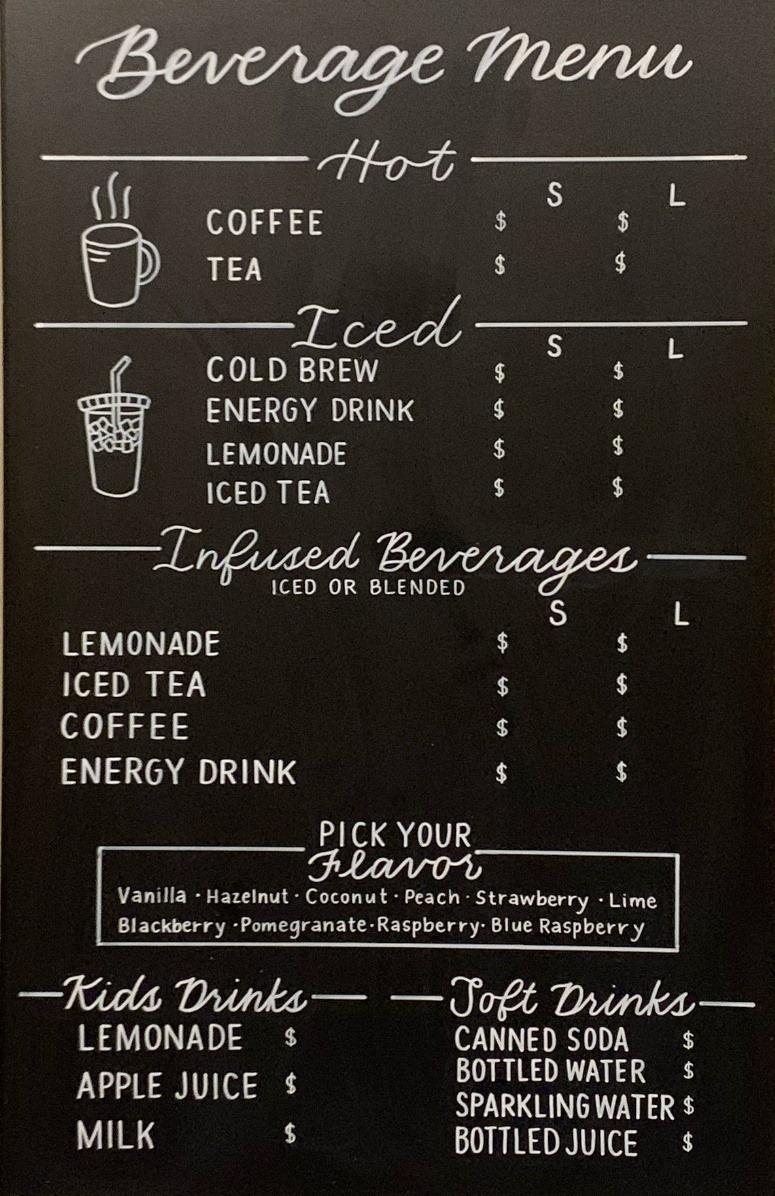 Beverage Menu
Hot
S L
COFFEE $ $
TEA $ $
Iced
S L
COLD BREW $ $
ENERGY DRINK $ $
LEMONADE $ $
ICED TEA $ $
Infused Beverages
ICED OR BLENDED
S L
LEMONADE $ $
ICED TEA $ $
COFFEE $ $
ENERGY DRINK $ $
PICK YOUR
Flavor
Vanilla · Hazelnut · Coconut · Peach · Strawberry · Lime
Blackberry · Pomegranate · Raspberry · Blue Raspberry
Kids Drinks
LEMONADE $
APPLE JUICE $
MILK $
Soft Drinks
CANNED SODA $
BOTTLED WATER $
SPARKLING WATER $
BOTTLED JUICE $